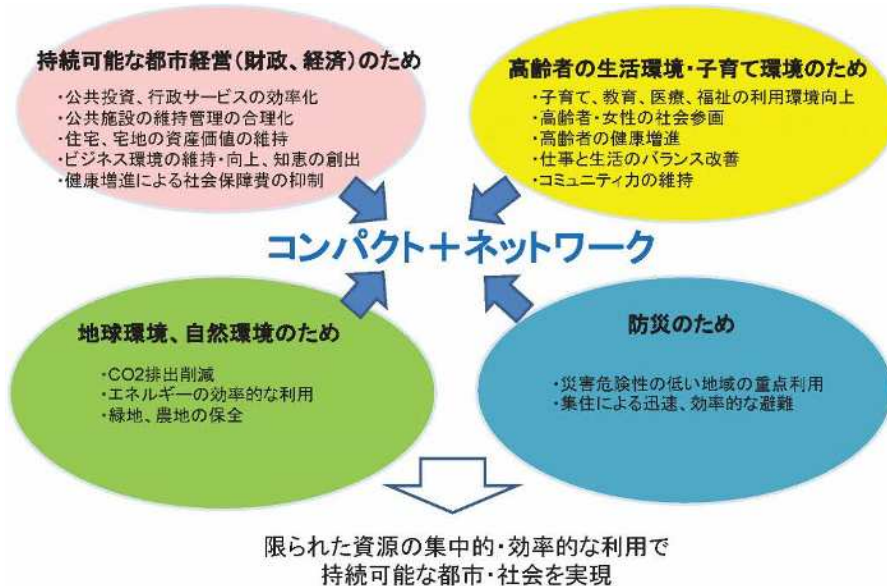 持続可能な都市経営(財政、経済)のため
・公共投資、行政サービスの効率化
・公共施設の維持管理の合理化
・住宅、宅地の資産価値の維持
・ビジネス環境の維持・向上、知恵の創出
・健康増進による社会保障費の抑制
高齢者の生活環境・子育て環境のため
・子育て、教育、医療、福祉の利用環境向上
・高齢者・女性の社会参画
・高齢者の健康増進
・仕事と生活のバランス改善
・コミュニティ力の維持
コンパクト+ネットワーク
地球環境、自然環境のため
・CO2排出削減
・エネルギーの効率的な利用
・緑地、農地の保全
防災のため
・災害危険性の低い地域の重点利用
・集住による迅速、効率的な避難
限られた資源の集中的・効率的な利用で
持続可能な都市・社会を実現